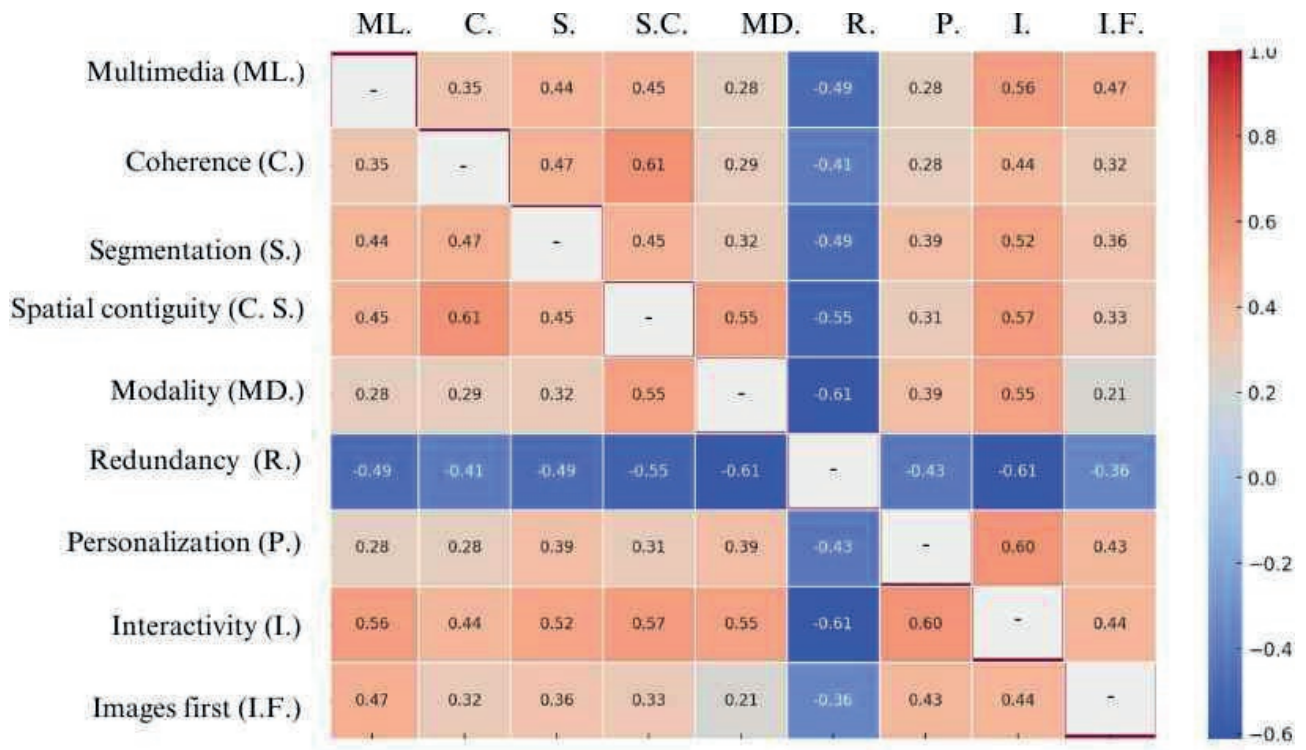 ML. C. S. S.C. MD. R. P. I. I.F.
Multimedia (ML.) - 0.35 0.44 0.45 0.28 -0.49 0.28 0.56 0.47
Coherence (C.) 0.35 - 0.47 0.61 0.29 -0.41 0.28 0.44 0.32
Segmentation (S.) 0.44 0.47 - 0.45 0.32 -0.49 0.39 0.52 0.36
Spatial contiguity (C. S.) 0.45 0.61 0.45 - 0.55 -0.55 0.31 0.57 0.33
Modality (MD.) 0.28 0.29 0.32 0.55 - -0.61 0.39 0.55 0.21
Redundancy (R.) -0.49 -0.41 -0.49 -0.55 -0.61 - -0.43 -0.61 -0.36
Personalization (P.) 0.28 0.28 0.39 0.31 0.39 -0.43 - 0.60 0.43
Interactivity (I.) 0.56 0.44 0.52 0.57 0.55 -0.61 0.60 - 0.44
Images first (I.F.) 0.47 0.32 0.36 0.33 0.21 -0.36 0.43 0.44 -
1.0
0.8
0.6
0.4
0.2
0.0
−0.2
−0.4
−0.6